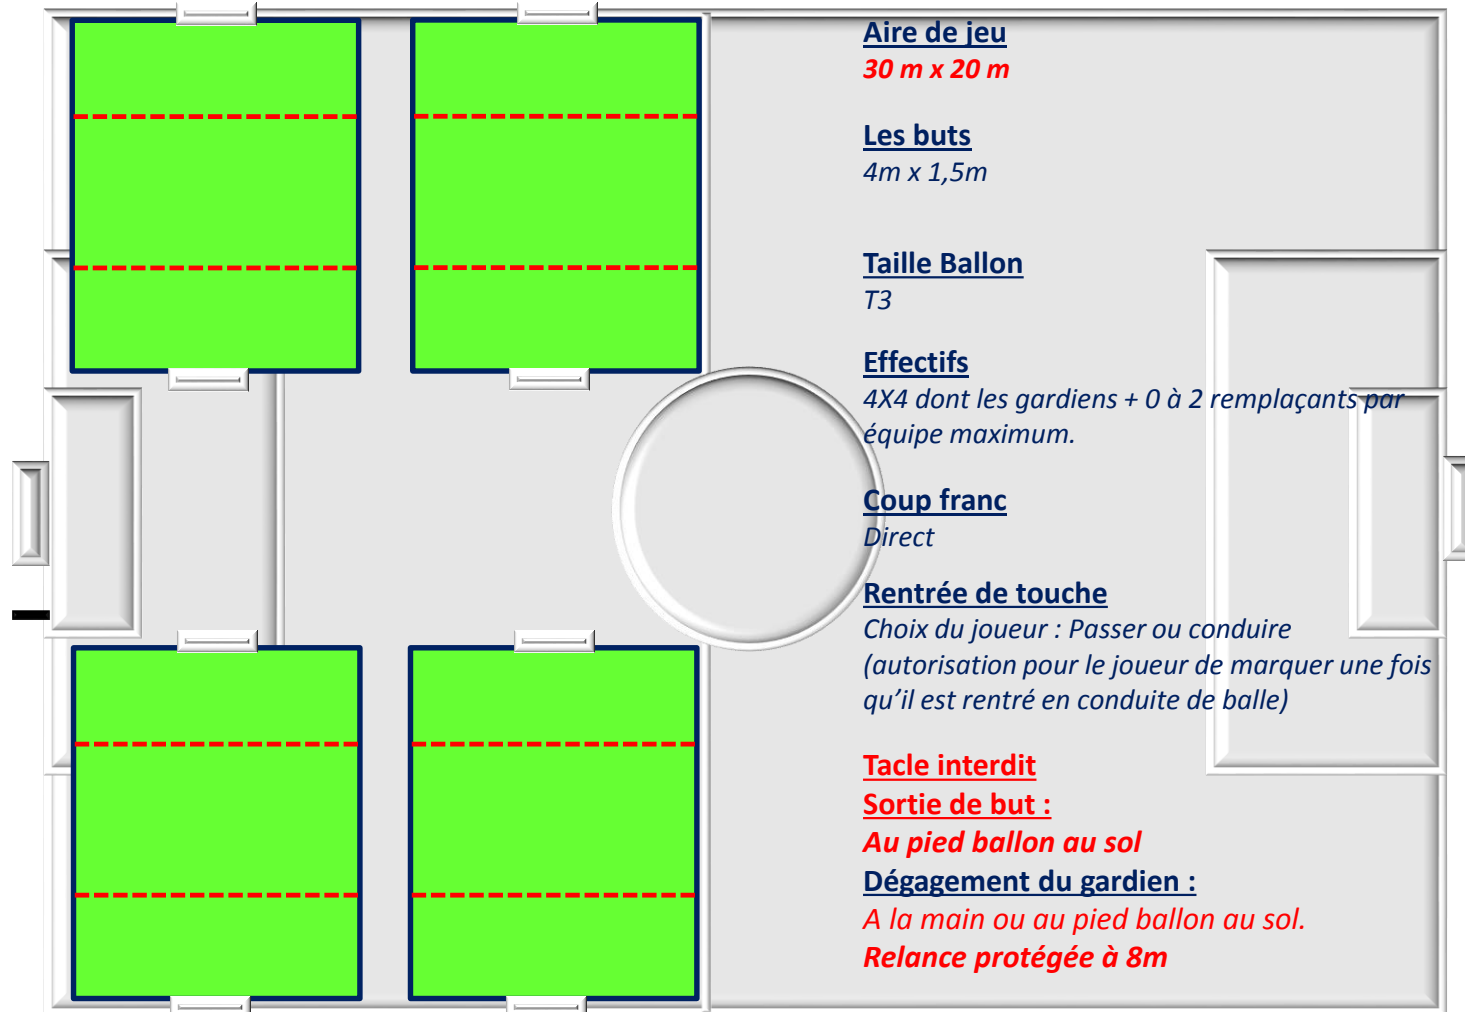 Aire de jeu
30 m x 20 m
Les buts
4m x 1,5m
Taille Ballon
T3
Effectifs
4X4 dont les gardiens + 0 à 2 remplaçants par
équipe maximum.
Coup franc
Direct
Rentrée de touche
Choix du joueur : Passer ou conduire
(autorisation pour le joueur de marquer une fois
qu’il est rentré en conduite de balle)
Tacle interdit
Sortie de but :
Au pied ballon au sol
Dégagement du gardien :
A la main ou au pied ballon au sol.
Relance protégée à 8m